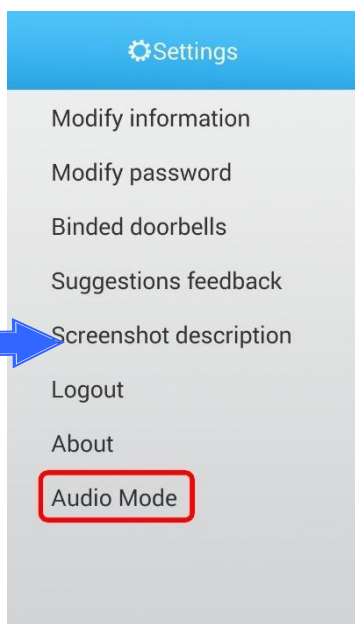 Settings
Modify information
Modify password
Binded doorbells
Suggestions feedback
Screenshot description
Logout
About
Audio Mode